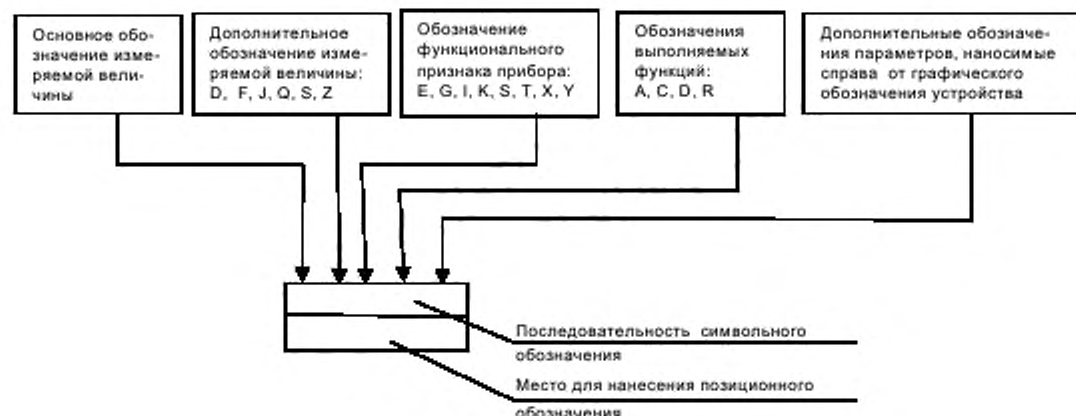 Основное обо-
значение изме-
ряемой вели-
чины
Дополнительное
обозначение изме-
ряемой величины:
D, F, J, Q, S, Z
Обозначение
функционального
признака прибора:
E, G, I, K, S, T, X, Y
Обозначения
выполняемых
функций:
A, C, D, R
Дополнительные обозначе-
ния параметров, наносимые
справа от графического
обозначения устройства
Последовательность символьного
обозначения
Место для нанесения позиционного
обозначения